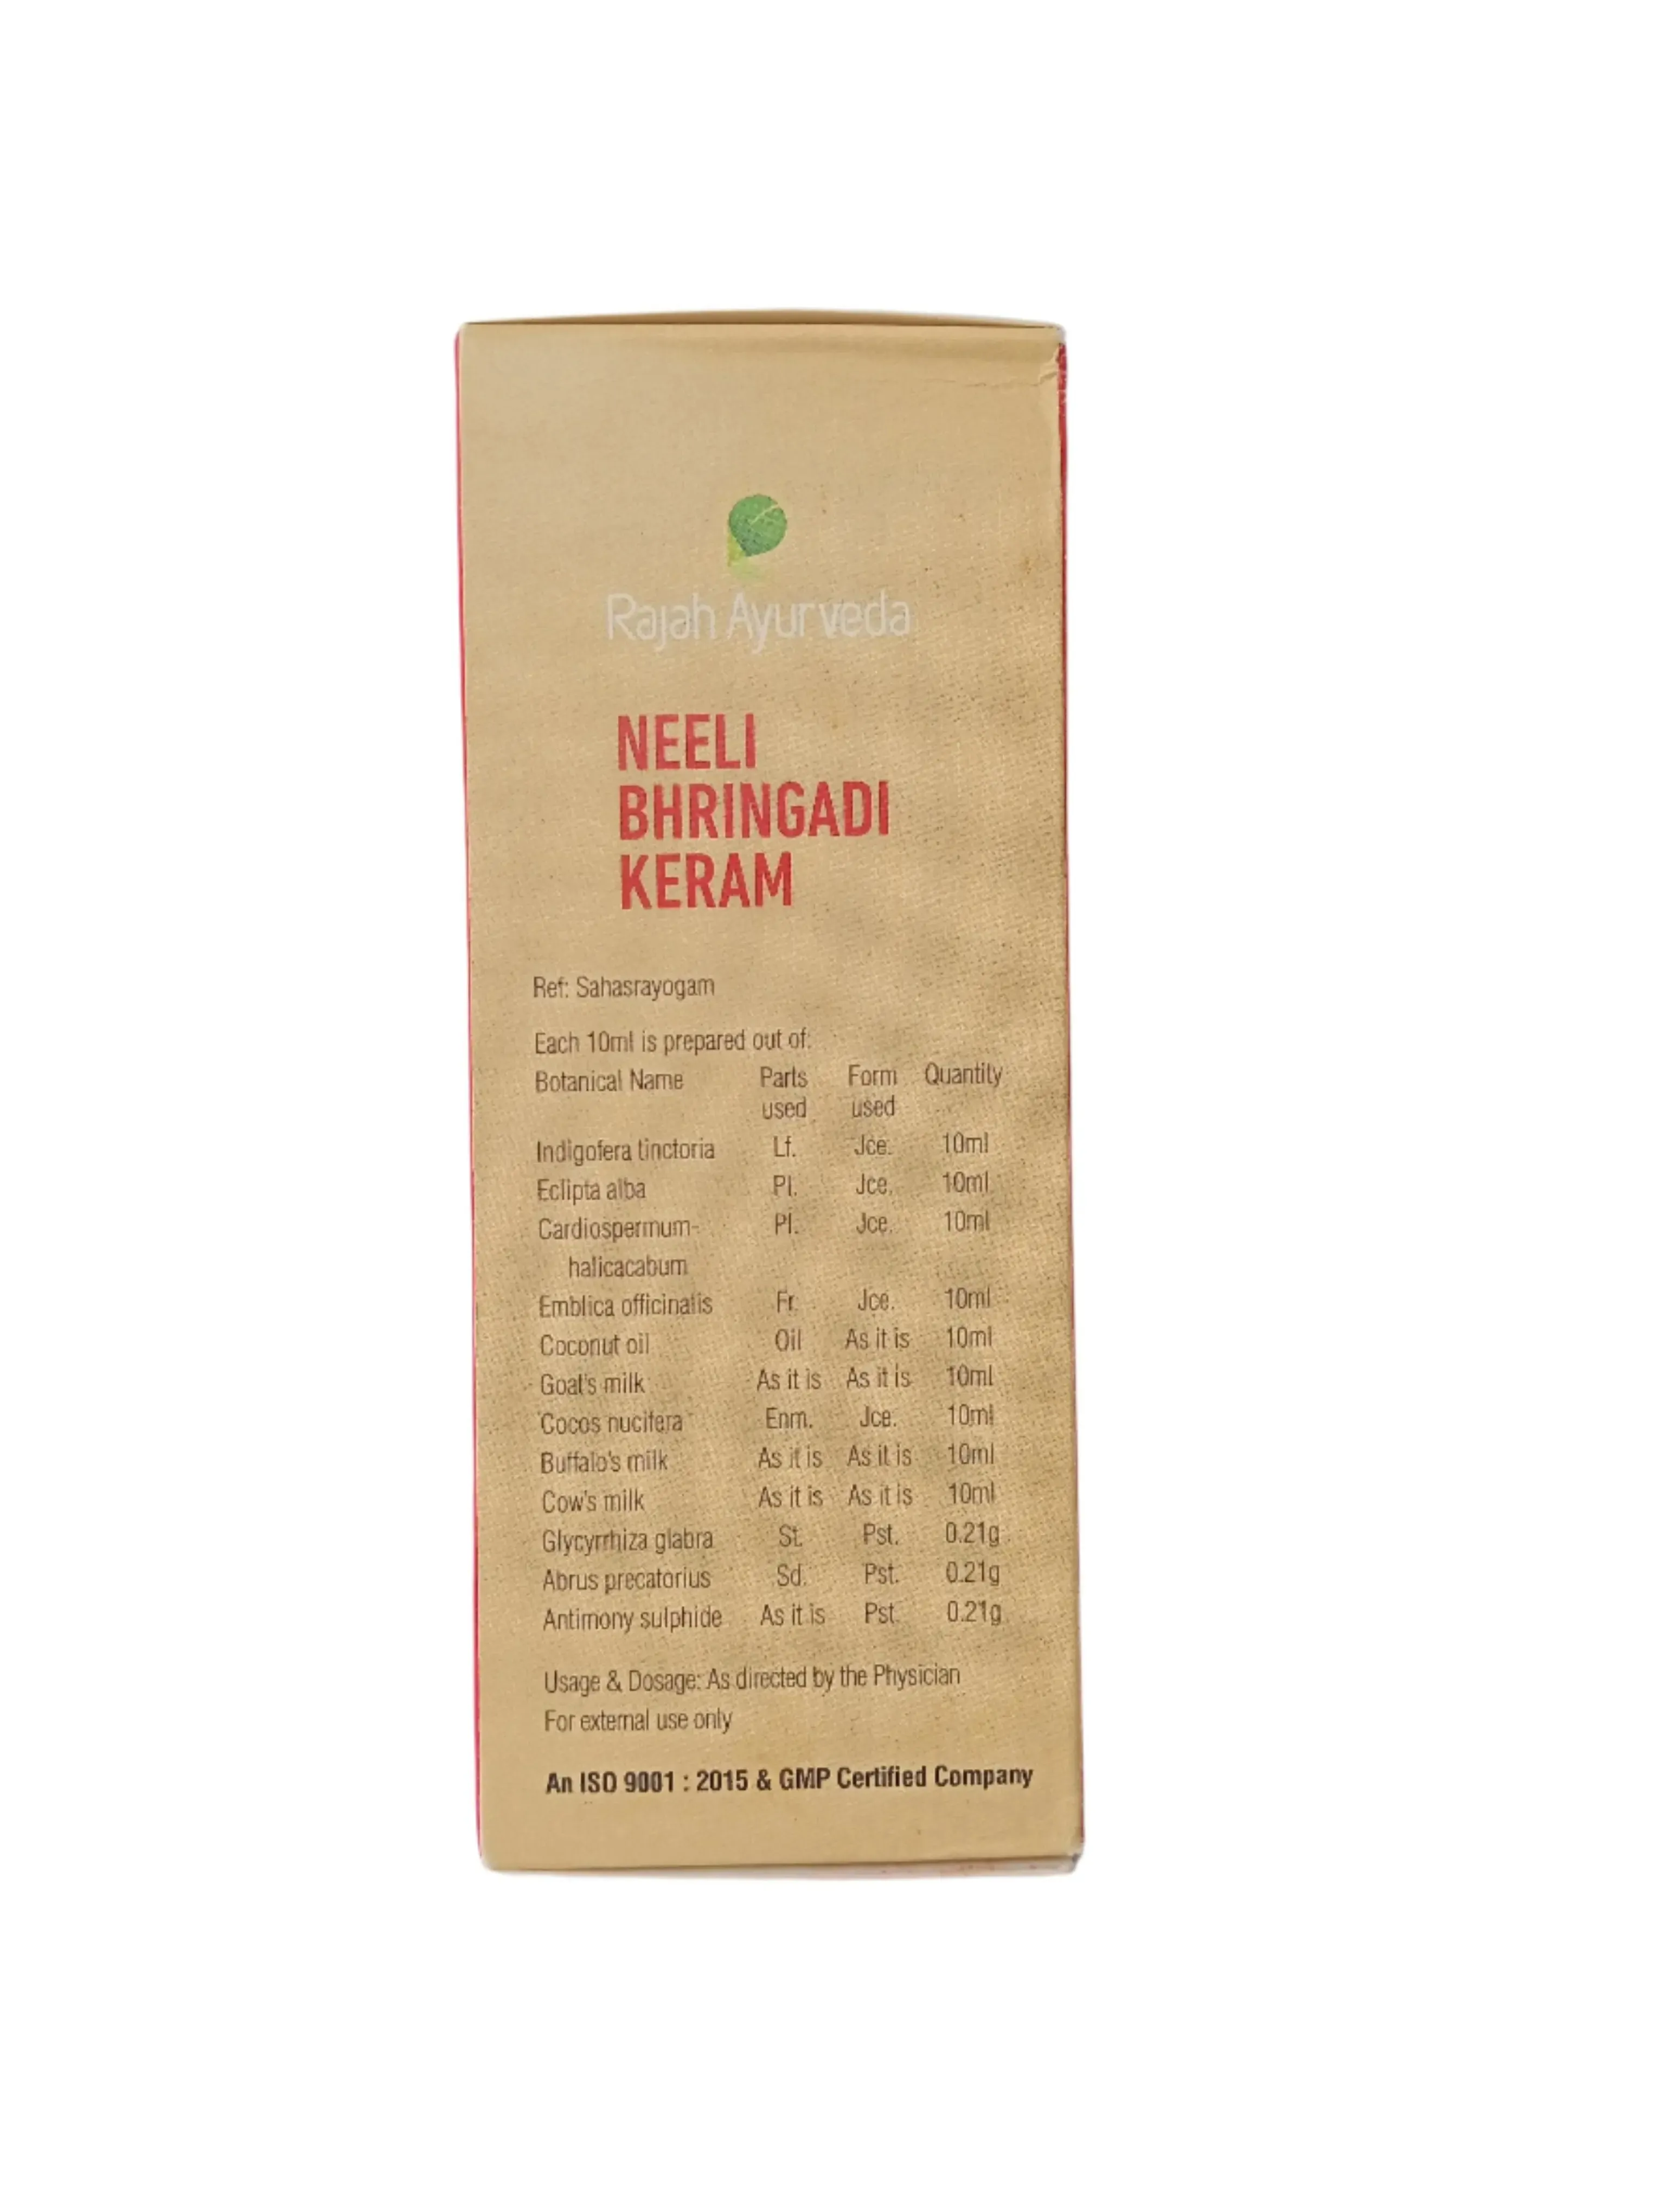 Rajah Ayurveda
NEELI
BHRINGADI
KERAM
Ref: Sahasrayogam
Each 10ml is prepared out of:
Botanical Name Parts Form Quantity
used used
Indigofera tinctoria Lf. Jce. 10ml
Eclipta alba Pl. Jce. 10ml
Cardiospermum- Pl. Jce. 10ml
halicacabum
Emblica officinalis Fr. Jce. 10ml
Coconut oil Oil As it is 10ml
Goat's milk As it is As it is 10ml
Cocos nucifera Enm. Jce. 10ml
Buffalo's milk As it is As it is 10ml
Cow's milk As it is As it is 10ml
Glycyrrhiza glabra St. Pst. 0.21g
Abrus precatorius Sd. Pst. 0.21g
Antimony sulphide As it is Pst. 0.21g
Usage & Dosage: As directed by the Physician
For external use only
An ISO 9001 : 2015 & GMP Certified Company